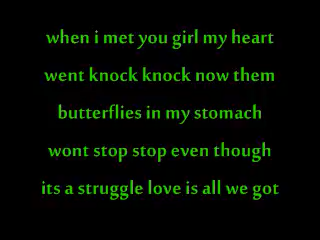 when i met you girl my heart
went knock knock now them
butterflies in my stomach
wont stop stop even though
its a struggle love is all we got